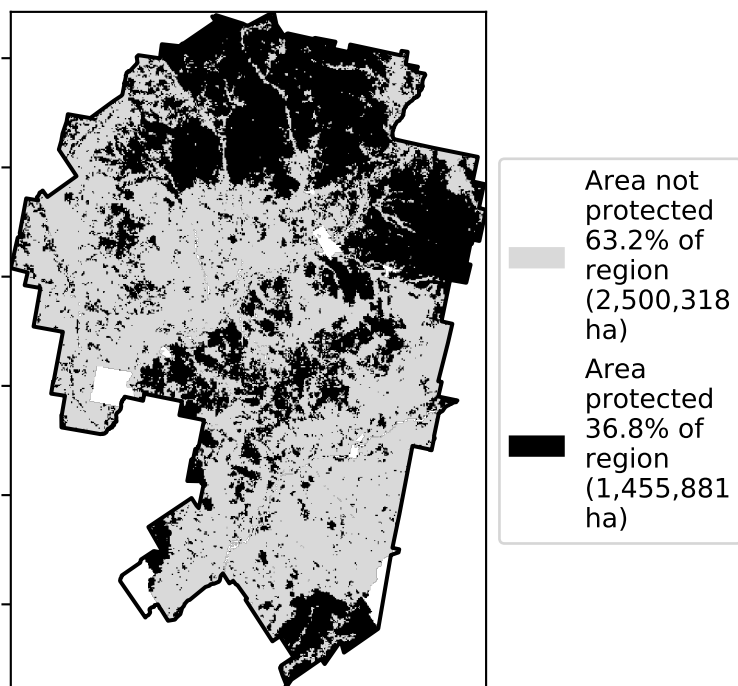 Area not
protected
63.2% of
region
(2,500,318
ha)
Area
protected
36.8% of
region
(1,455,881
ha)